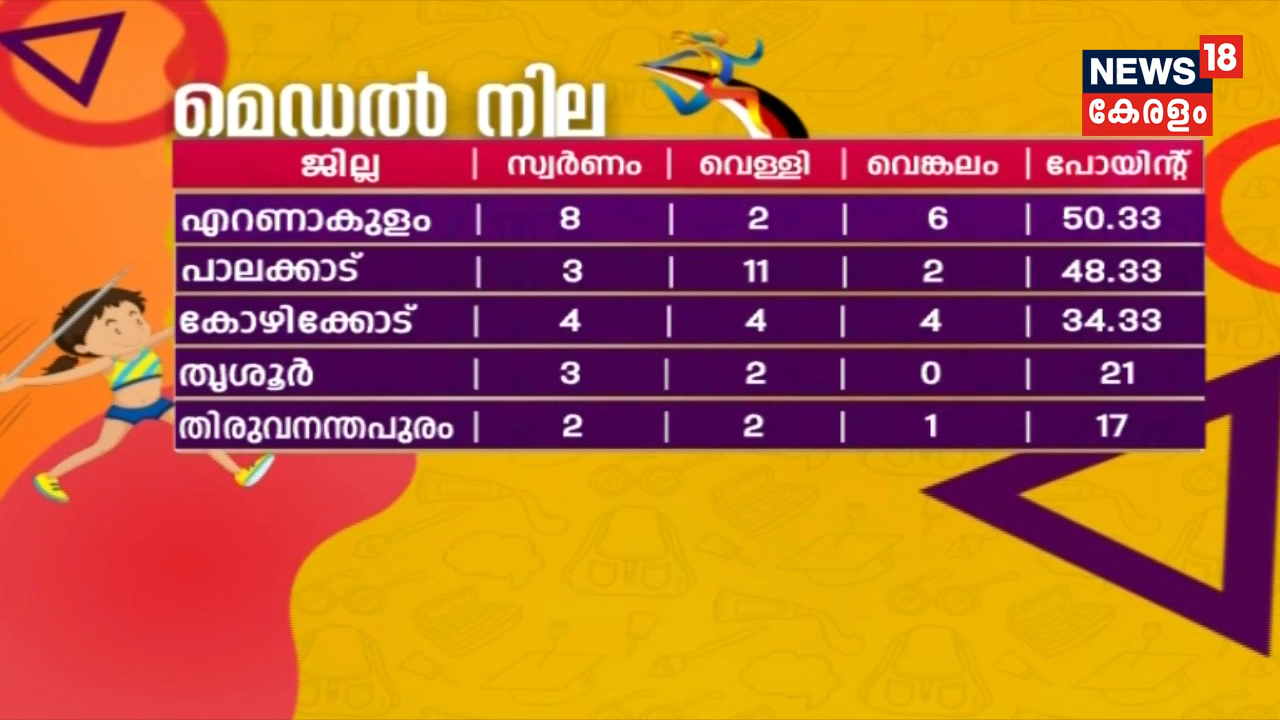 NEWS 18
കേരളം
മെഡൽ നില
ജില്ല | സ്വർണം | വെള്ളി | വെങ്കലം | പോയിന്റ്
എറണാകുളം | 8 | 2 | 6 | 50.33
പാലക്കാട് | 3 | 11 | 2 | 48.33
കോഴിക്കോട് | 4 | 4 | 4 | 34.33
തൃശൂർ | 3 | 2 | 0 | 21
തിരുവനന്തപുരം | 2 | 2 | 1 | 17